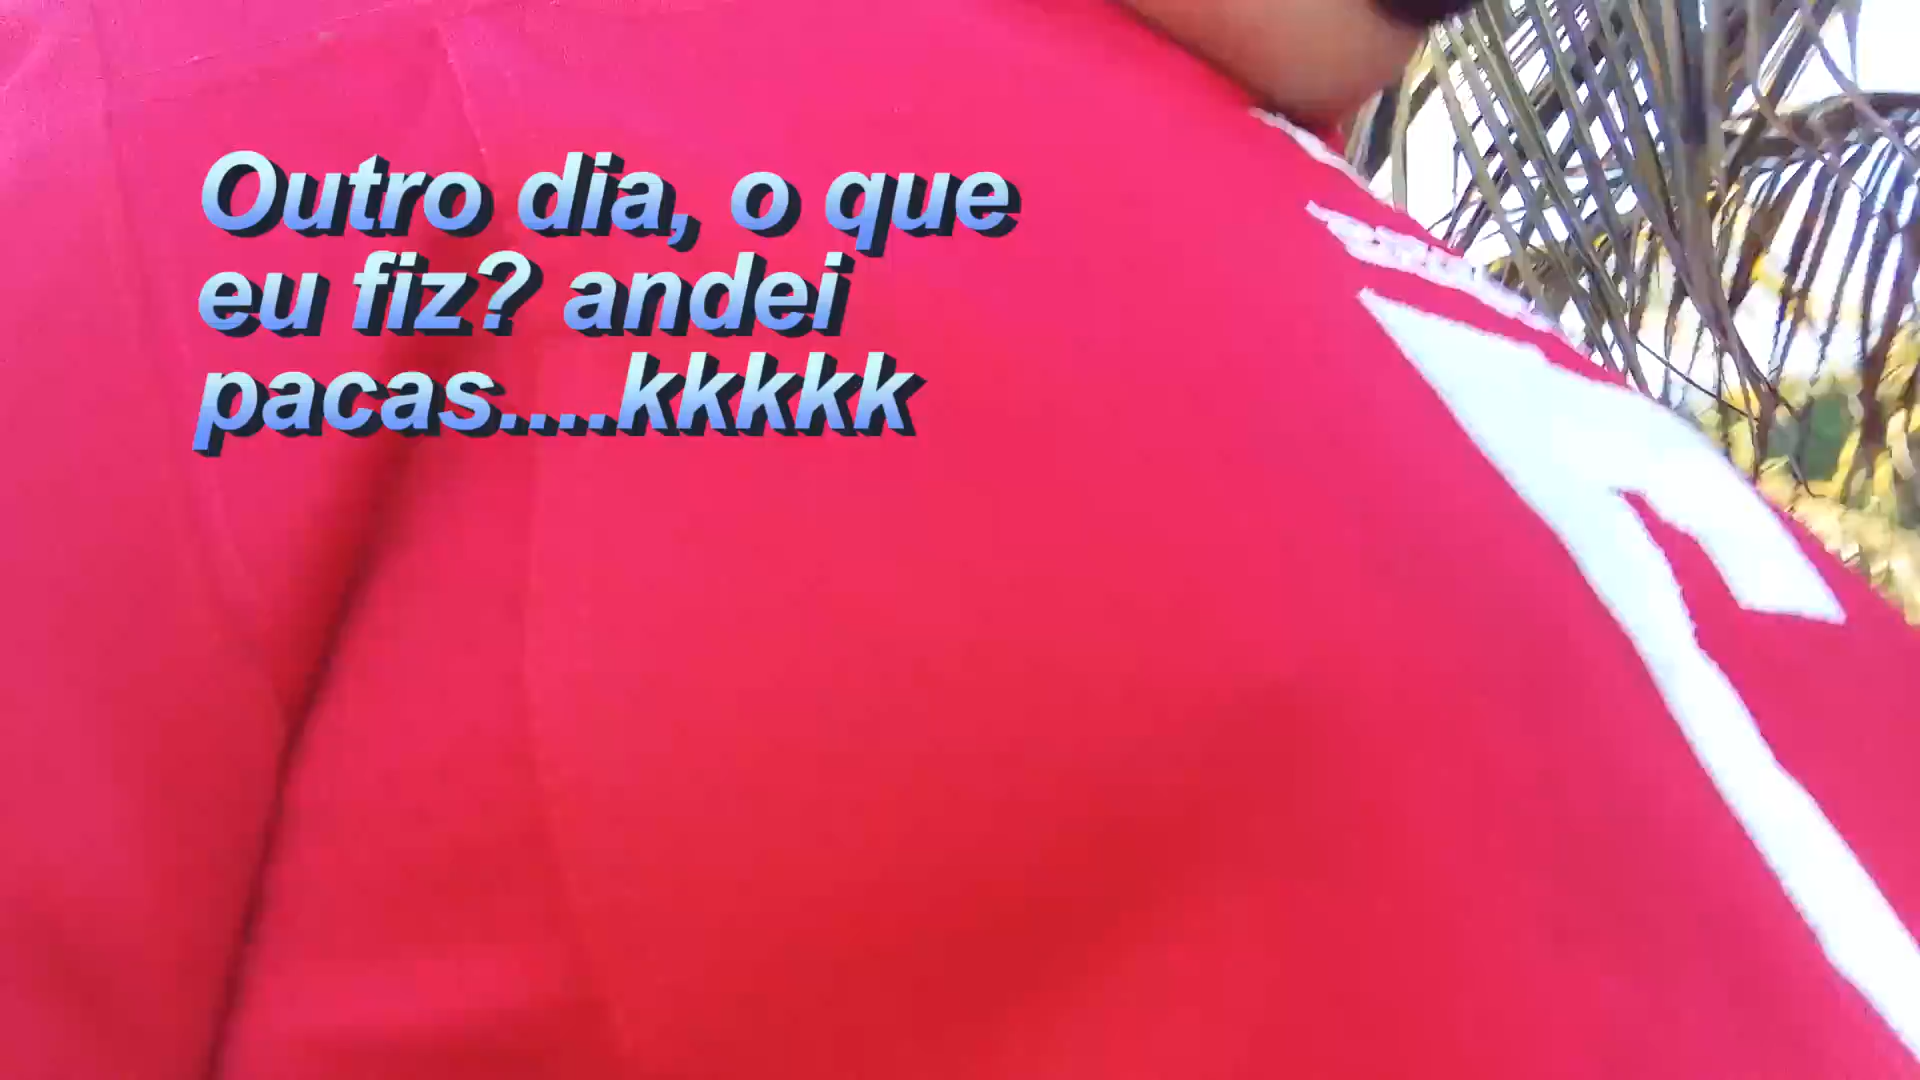 Outro dia, o que
eu fiz? andei
pacas....kkkkk